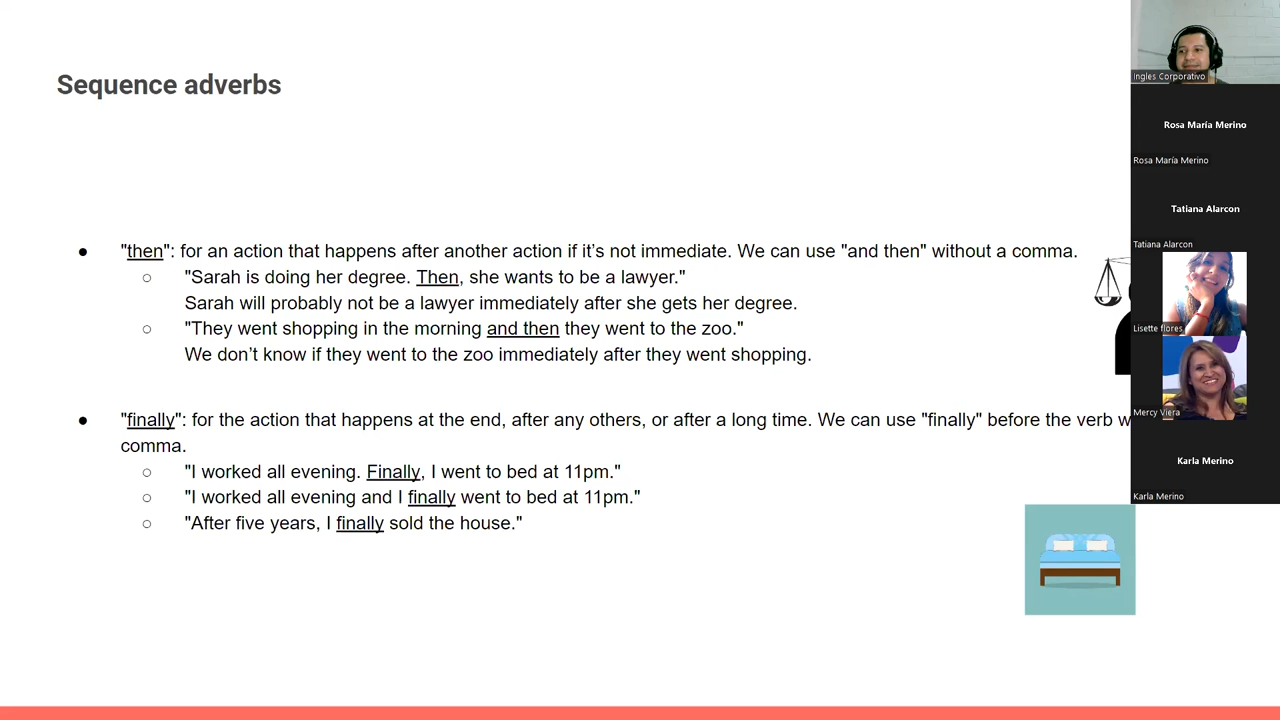 Sequence adverbs
● "then": for an action that happens after another action if it’s not immediate. We can use "and then" without a comma.
○ "Sarah is doing her degree. Then, she wants to be a lawyer."
Sarah will probably not be a lawyer immediately after she gets her degree.
○ "They went shopping in the morning and then they went to the zoo."
We don’t know if they went to the zoo immediately after they went shopping.
● "finally": for the action that happens at the end, after any others, or after a long time. We can use "finally" before the verb
comma.
○ "I worked all evening. Finally, I went to bed at 11pm."
○ "I worked all evening and I finally went to bed at 11pm."
○ "After five years, I finally sold the house."
Ingles Corporativo
Rosa María Merino
Rosa María Merino
Tatiana Alarcon
Tatiana Alarcon
Lisette flores
Mercy Viera
Karla Merino
Karla Merino